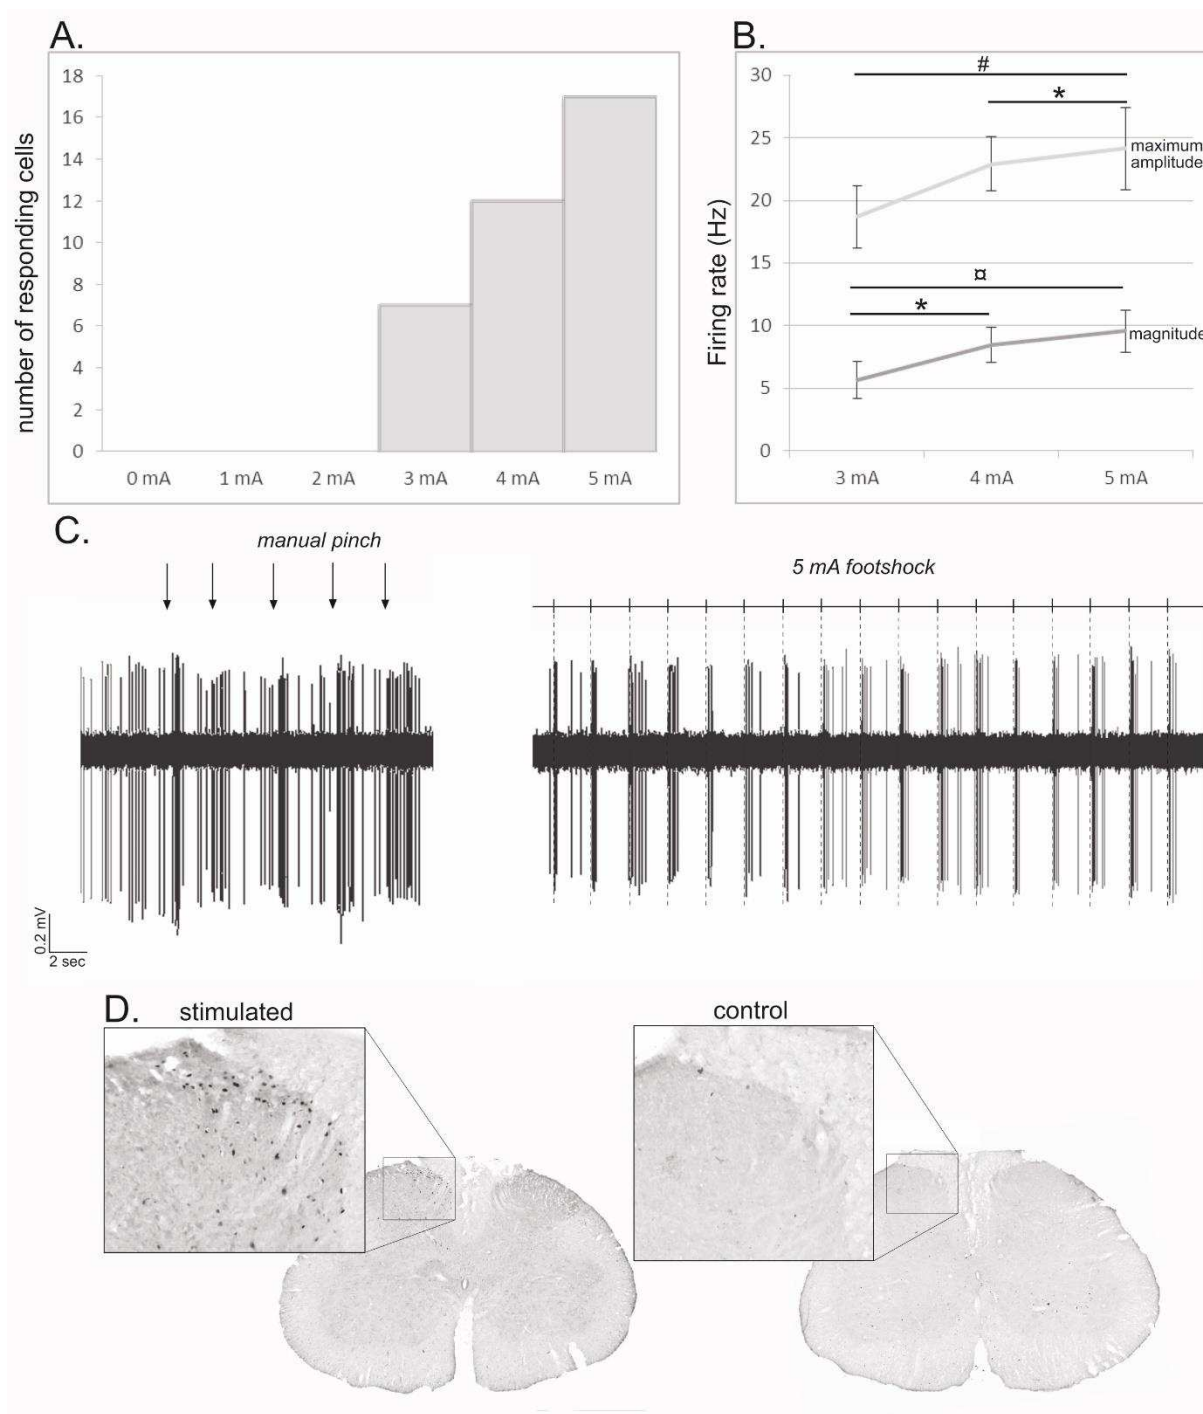 A.
number of responding cells
18
16
14
12
10
8
6
4
2
0
0 mA 1 mA 2 mA 3 mA 4 mA 5 mA
B.
Firing rate (Hz)
30
25
20
15
10
5
0
#
*
maximum
amplitude
¤
*
magnitude
3 mA 4 mA 5 mA
C.
manual pinch
5 mA footshock
0.2 mV
2 sec
D.
stimulated
control